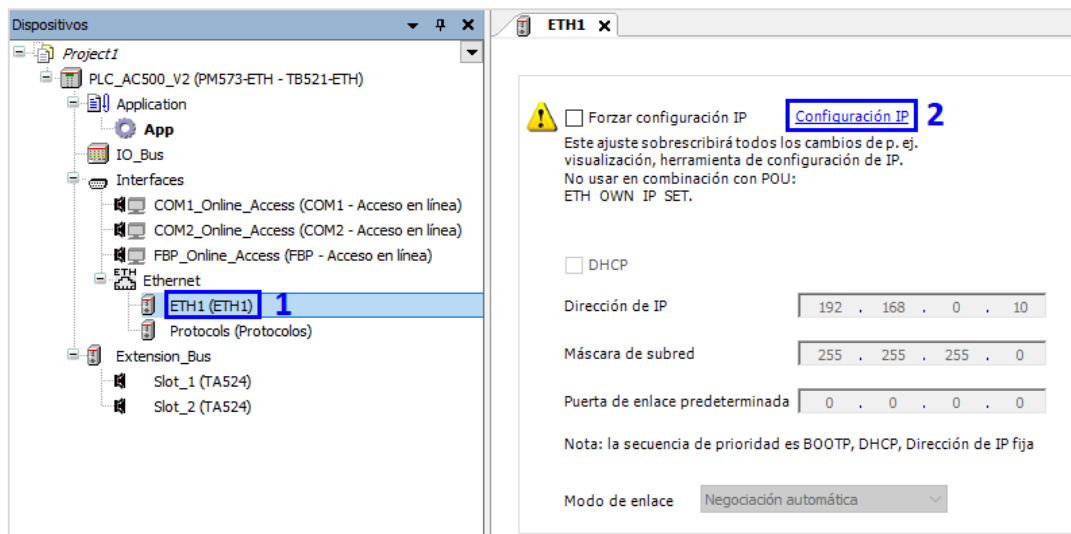 Dispositivos
Project1
PLC_AC500_V2 (PM573-ETH - TB521-ETH)
Application
App
IO_Bus
Interfaces
COM1_Online_Access (COM1 - Acceso en línea)
COM2_Online_Access (COM2 - Acceso en línea)
FBP_Online_Access (FBP - Acceso en línea)
ETH
Ethernet
ETH1 (ETH1) 1
Protocols (Protocolos)
Extension_Bus
Slot_1 (TA524)
Slot_2 (TA524)
ETH1
Forzar configuración IP Configuración IP 2
Este ajuste sobrescribirá todos los cambios de p. ej.
visualización, herramienta de configuración de IP.
No usar en combinación con POU:
ETH OWN IP SET.
DHCP
Dirección de IP 192 . 168 . 0 . 10
Máscara de subred 255 . 255 . 255 . 0
Puerta de enlace predeterminada 0 . 0 . 0 . 0
Nota: la secuencia de prioridad es BOOTP, DHCP, Dirección de IP fija
Modo de enlace Negociación automática